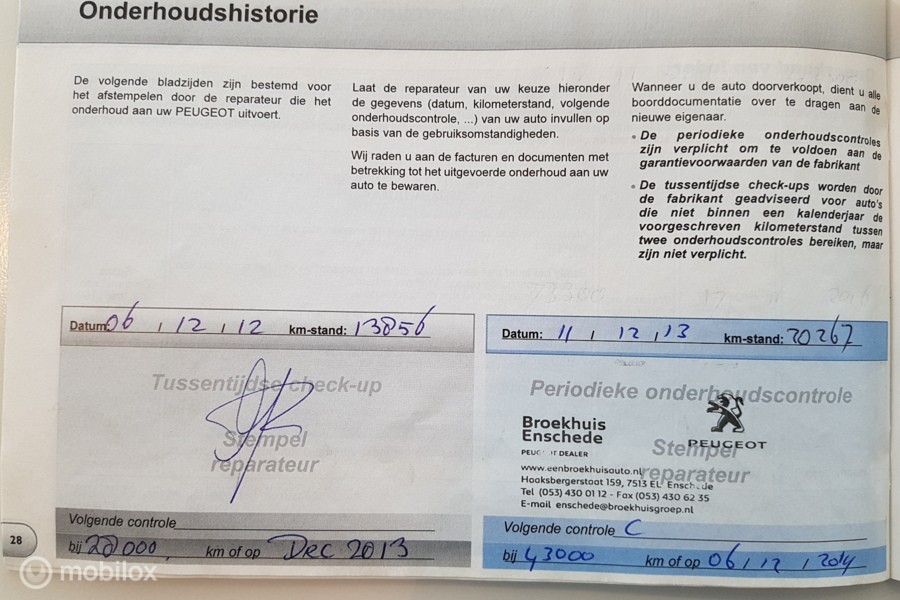 Onderhoudshistorie
De volgende bladzijden zijn bestemd voor
het afstempelen door de reparateur die het
onderhoud aan uw PEUGEOT uitvoert.
Laat de reparateur van uw keuze hieronder
de gegevens (datum, kilometerstand, volgende
onderhoudscontrole, ...) van uw auto invullen op
basis van de gebruiksomstandigheden.
Wij raden u aan de facturen en documenten met
betrekking tot het uitgevoerde onderhoud aan uw
auto te bewaren.
Wanneer u de auto doorverkoopt, dient u alle
boorddocumentatie over te dragen aan de
nieuwe eigenaar.
• De periodieke onderhoudscontroles
zijn verplicht om te voldoen aan de
garantievoorwaarden van de fabrikant
• De tussentijdse check-ups worden door
de fabrikant geadviseerd voor auto's
die niet binnen een kalenderjaar de
voorgeschreven kilometerstand tussen
twee onderhoudscontroles bereiken, maar
zijn niet verplicht.
Datum: 06 / 12 / 12 km-stand: 13856
Tussentijdse check-up
Stempel
reparateur
Volgende controle
bij 28000 km of op Dec 2013
Datum: 11 / 12 / 13 km-stand: 20267
Periodieke onderhoudscontrole
Broekhuis
Enschede
PEUGEOT
Stempel
reparateur
DEALER
www.eenbroekhuisauto.nl
Haaksbergerstraat 159, 7513 EL Enschede
Tel (053) 430 01 12 - Fax (053) 430 62 35
E-mail enschede@broekhuisgroep.nl
Volgende controle C
bij 43000 km of op 06 / 12 / 2014
28
mobilox